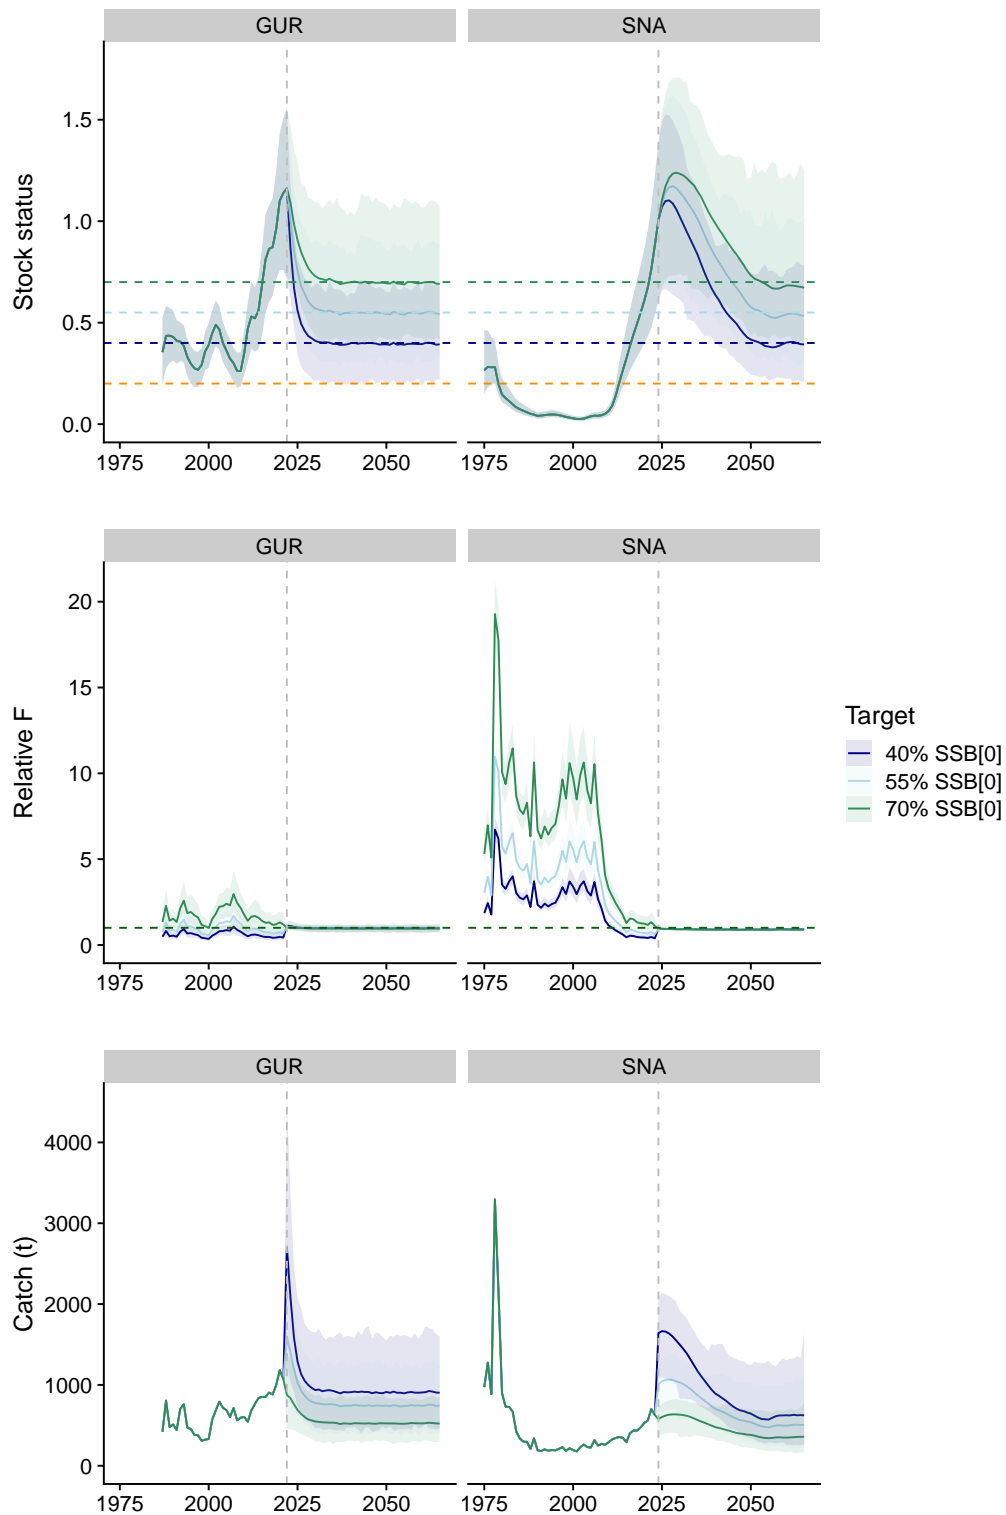 GUR SNA
Stock status
1.5
1.0
0.5
0.0
1975 2000 2025 2050 1975 2000 2025 2050
GUR SNA
Relative F
20
15
10
5
0
1975 2000 2025 2050 1975 2000 2025 2050
Target
40% SSB[0]
55% SSB[0]
70% SSB[0]
GUR SNA
Catch (t)
4000
3000
2000
1000
0
1975 2000 2025 2050 1975 2000 2025 2050